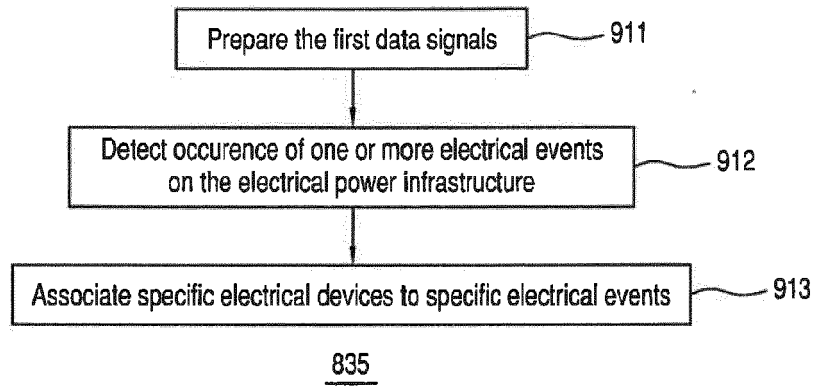 Prepare the first data signals
911
Detect occurence of one or more electrical events
on the electrical power infrastructure
912
Associate specific electrical devices to specific electrical events
913
835